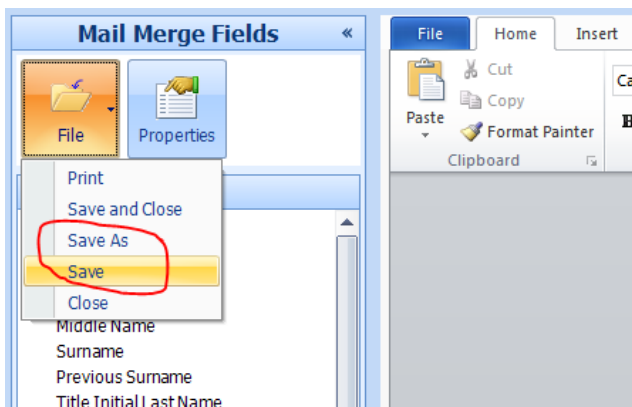 Mail Merge Fields «
File
Properties
Print
Save and Close
Save As
Save
Close
Middle Name
Surname
Previous Surname
Title Initial Last Name
File Home Insert
Paste
Cut
Copy
Format Painter
Clipboard
Ca
B